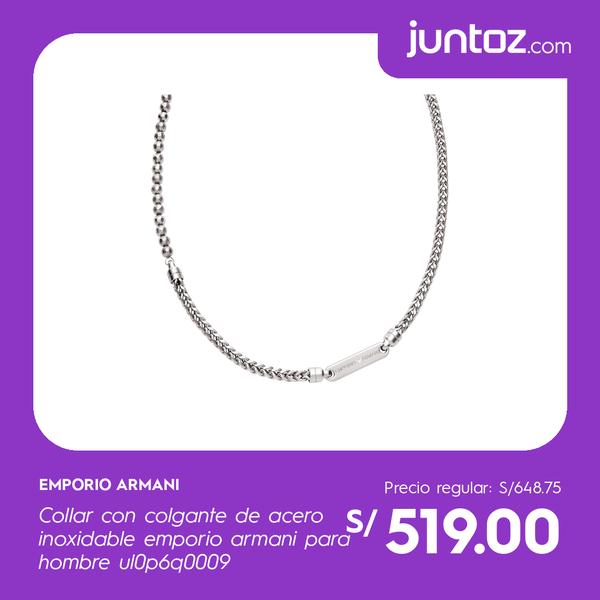 juntoz.com
EMPORIO ARMANI
Collar con colgante de acero
inoxidable emporio armani para
hombre ul0p6q0009
Precio regular: S/648.75
S/ 519.00